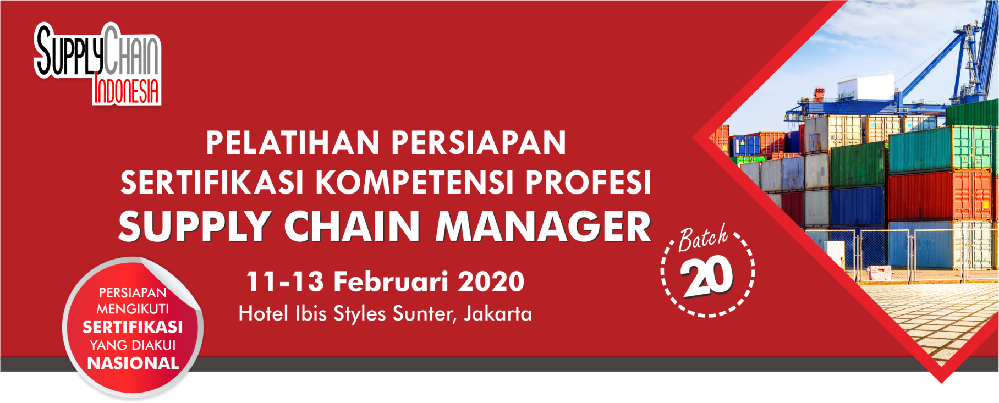 SUPPLY CHAIN
INDONESIA
PELATIHAN PERSIAPAN
SERTIFIKASI KOMPETENSI PROFESI
SUPPLY CHAIN MANAGER
Batch
20
11-13 Februari 2020
Hotel Ibis Styles Sunter, Jakarta
PERSIAPAN
MENGIKUTI
SERTIFIKASI
YANG DIAKUI
NASIONAL